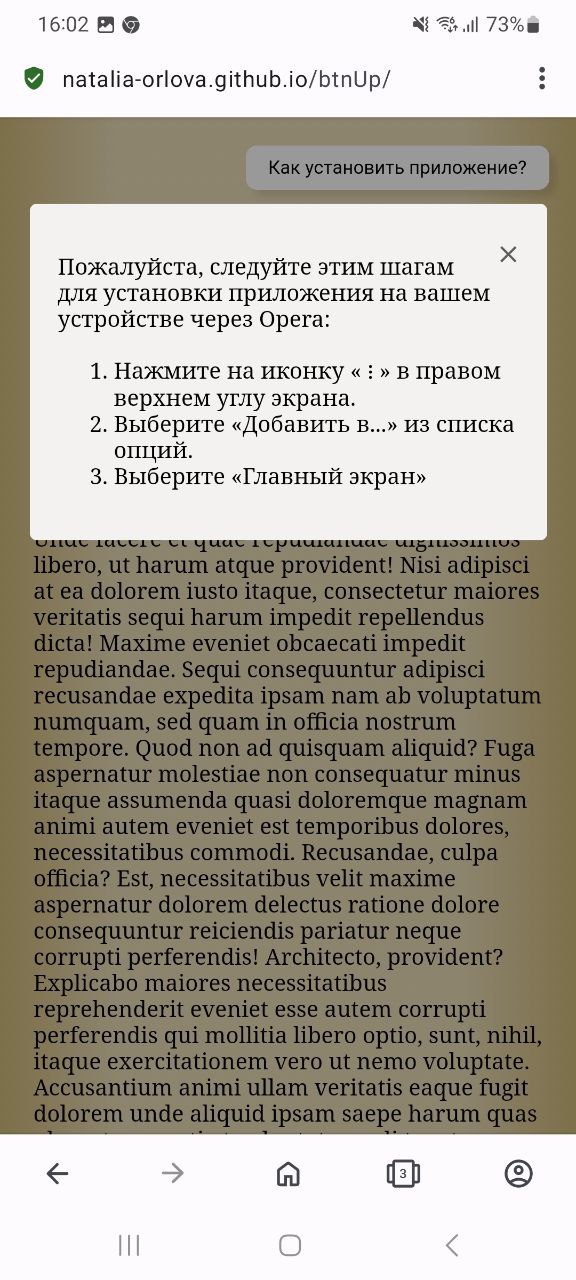 16:02
73%
natalia-orlova.github.io/btnUp/
Как установить приложение?
Пожалуйста, следуйте этим шагам
для установки приложения на вашем
устройстве через Opera:
1. Нажмите на иконку « ⋮ » в правом
верхнем углу экрана.
2. Выберите «Добавить в...» из списка
опций.
3. Выберите «Главный экран»
Unde facere et quae repudiandae dignissimos
libero, ut harum atque provident! Nisi adipisci
at ea dolorem iusto itaque, consectetur maiores
veritatis sequi harum impedit repellendus
dicta! Maxime eveniet obcaecati impedit
repudiandae. Sequi consequuntur adipisci
recusandae expedita ipsam nam ab voluptatum
numquam, sed quam in officia nostrum
tempore. Quod non ad quisquam aliquid? Fuga
aspernatur molestiae non consequatur minus
itaque assumenda quasi doloremque magnam
animi autem eveniet est temporibus dolores,
necessitatibus commodi. Recusandae, culpa
officia? Est, necessitatibus velit maxime
aspernatur dolorem delectus ratione dolore
consequuntur reiciendis pariatur neque
corrupti perferendis! Architecto, provident?
Explicabo maiores necessitatibus
reprehenderit eveniet esse autem corrupti
perferendis qui mollitia libero optio, sunt, nihil,
itaque exercitationem vero ut nemo voluptate.
Accusantium animi ullam veritatis eaque fugit
dolorem unde aliquid ipsam saepe harum quas
3